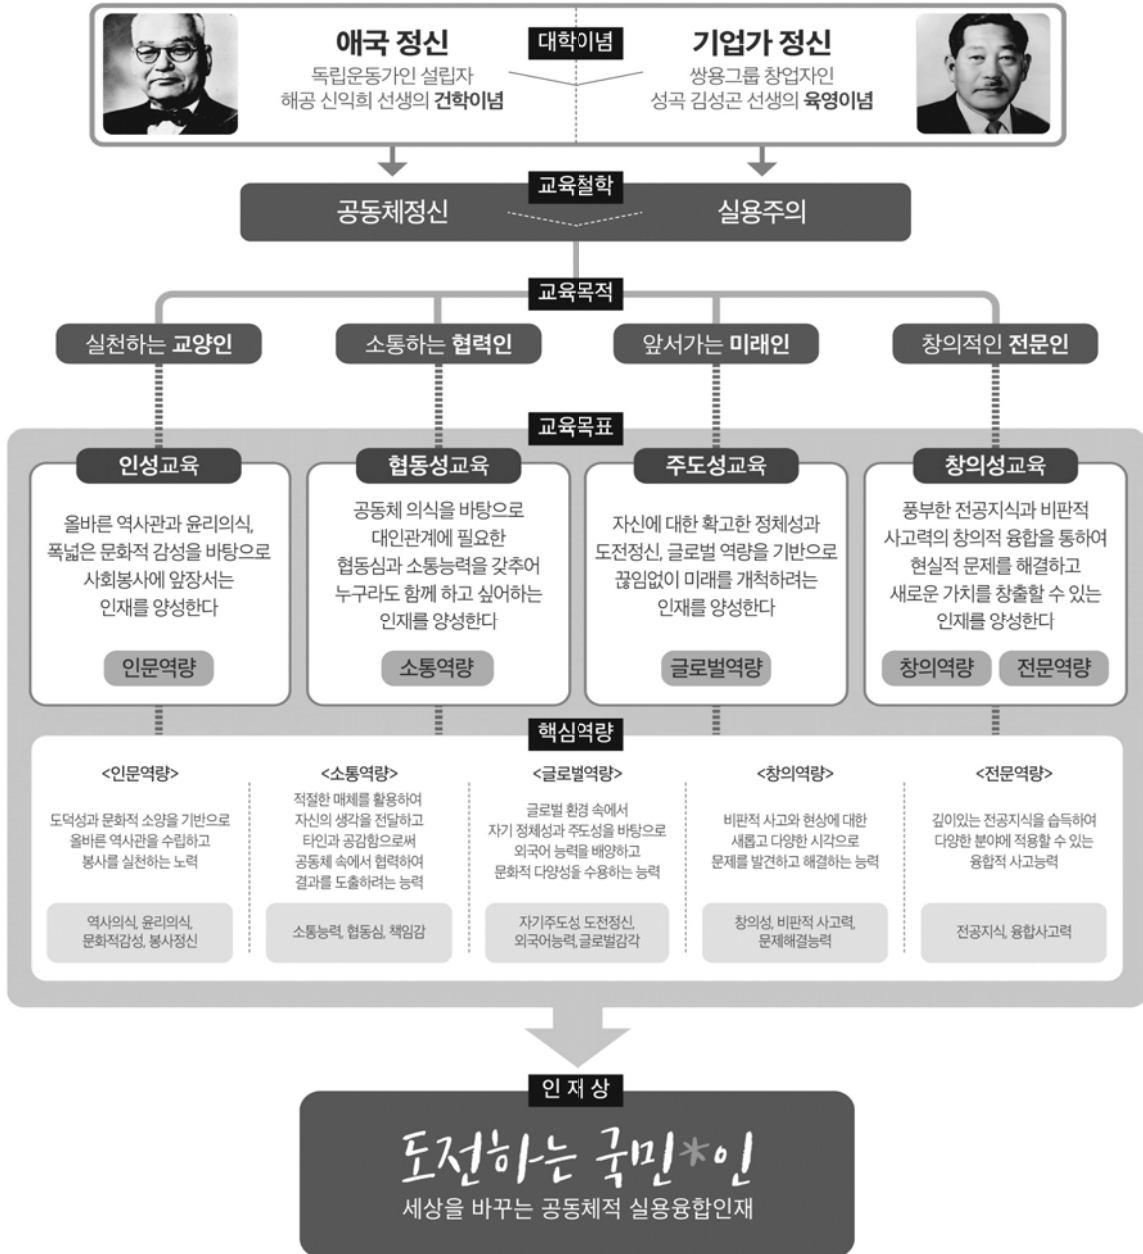 대학이념
애국 정신
독립운동가인 설립자
해공 신익희 선생의 건학이념
기업가 정신
쌍용그룹 창업자인
성곡 김성곤 선생의 육영이념
교육철학
공동체정신
실용주의
교육목적
실천하는 교양인
소통하는 협력인
앞서가는 미래인
창의적인 전문인
교육목표
인성교육
올바른 역사관과 윤리의식,
폭넓은 문화적 감성을 바탕으로
사회봉사에 앞장서는
인재를 양성한다
인문역량
협동성교육
공동체 의식을 바탕으로
대인관계에 필요한
협동심과 소통능력을 갖추어
누구라도 함께 하고 싶어하는
인재를 양성한다
소통역량
주도성교육
자신에 대한 확고한 정체성과
도전정신, 글로벌 역량을 기반으로
끊임없이 미래를 개척하려는
인재를 양성한다
글로벌역량
창의성교육
풍부한 전공지식과 비판적
사고력의 창의적 융합을 통하여
현실적 문제를 해결하고
새로운 가치를 창출할 수 있는
인재를 양성한다
창의역량
전문역량
핵심역량
<인문역량>
도덕성과 문화적 소양을 기반으로
올바른 역사관을 수립하고
봉사를 실천하는 노력
역사의식, 윤리의식,
문화적감성, 봉사정신
<소통역량>
적절한 매체를 활용하여
자신의 생각을 전달하고
타인과 공감함으로써
공동체 속에서 협력하여
결과를 도출하려는 능력
소통능력, 협동심, 책임감
<글로벌역량>
글로벌 환경 속에서
자기 정체성과 주도성을 바탕으로
외국어 능력을 배양하고
문화적 다양성을 수용하는 능력
자기주도성 도전정신,
외국어능력, 글로벌감각
<창의역량>
비판적 사고와 현상에 대한
새롭고 다양한 시각으로
문제를 발견하고 해결하는 능력
창의성, 비판적 사고력,
문제해결능력
<전문역량>
깊이있는 전공지식을 습득하여
다양한 분야에 적용할 수 있는
융합적 사고능력
전공지식, 융합사고력
인 재 상
도전하는 국민*인
세상을 바꾸는 공동체적 실용융합인재